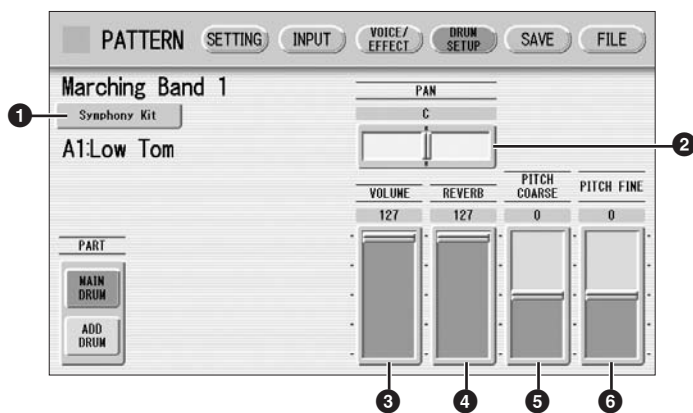 PATTERN SETTING INPUT VOICE/ EFFECT DRUM SETUP SAVE FILE
Marching Band 1
PAN
1 Symphony Kit
C
2
A1:Low Tom
VOLUME REVERB PITCH COARSE PITCH FINE
127 127 0 0
PART
MAIN DRUM
ADD DRUM
3 4 5 6